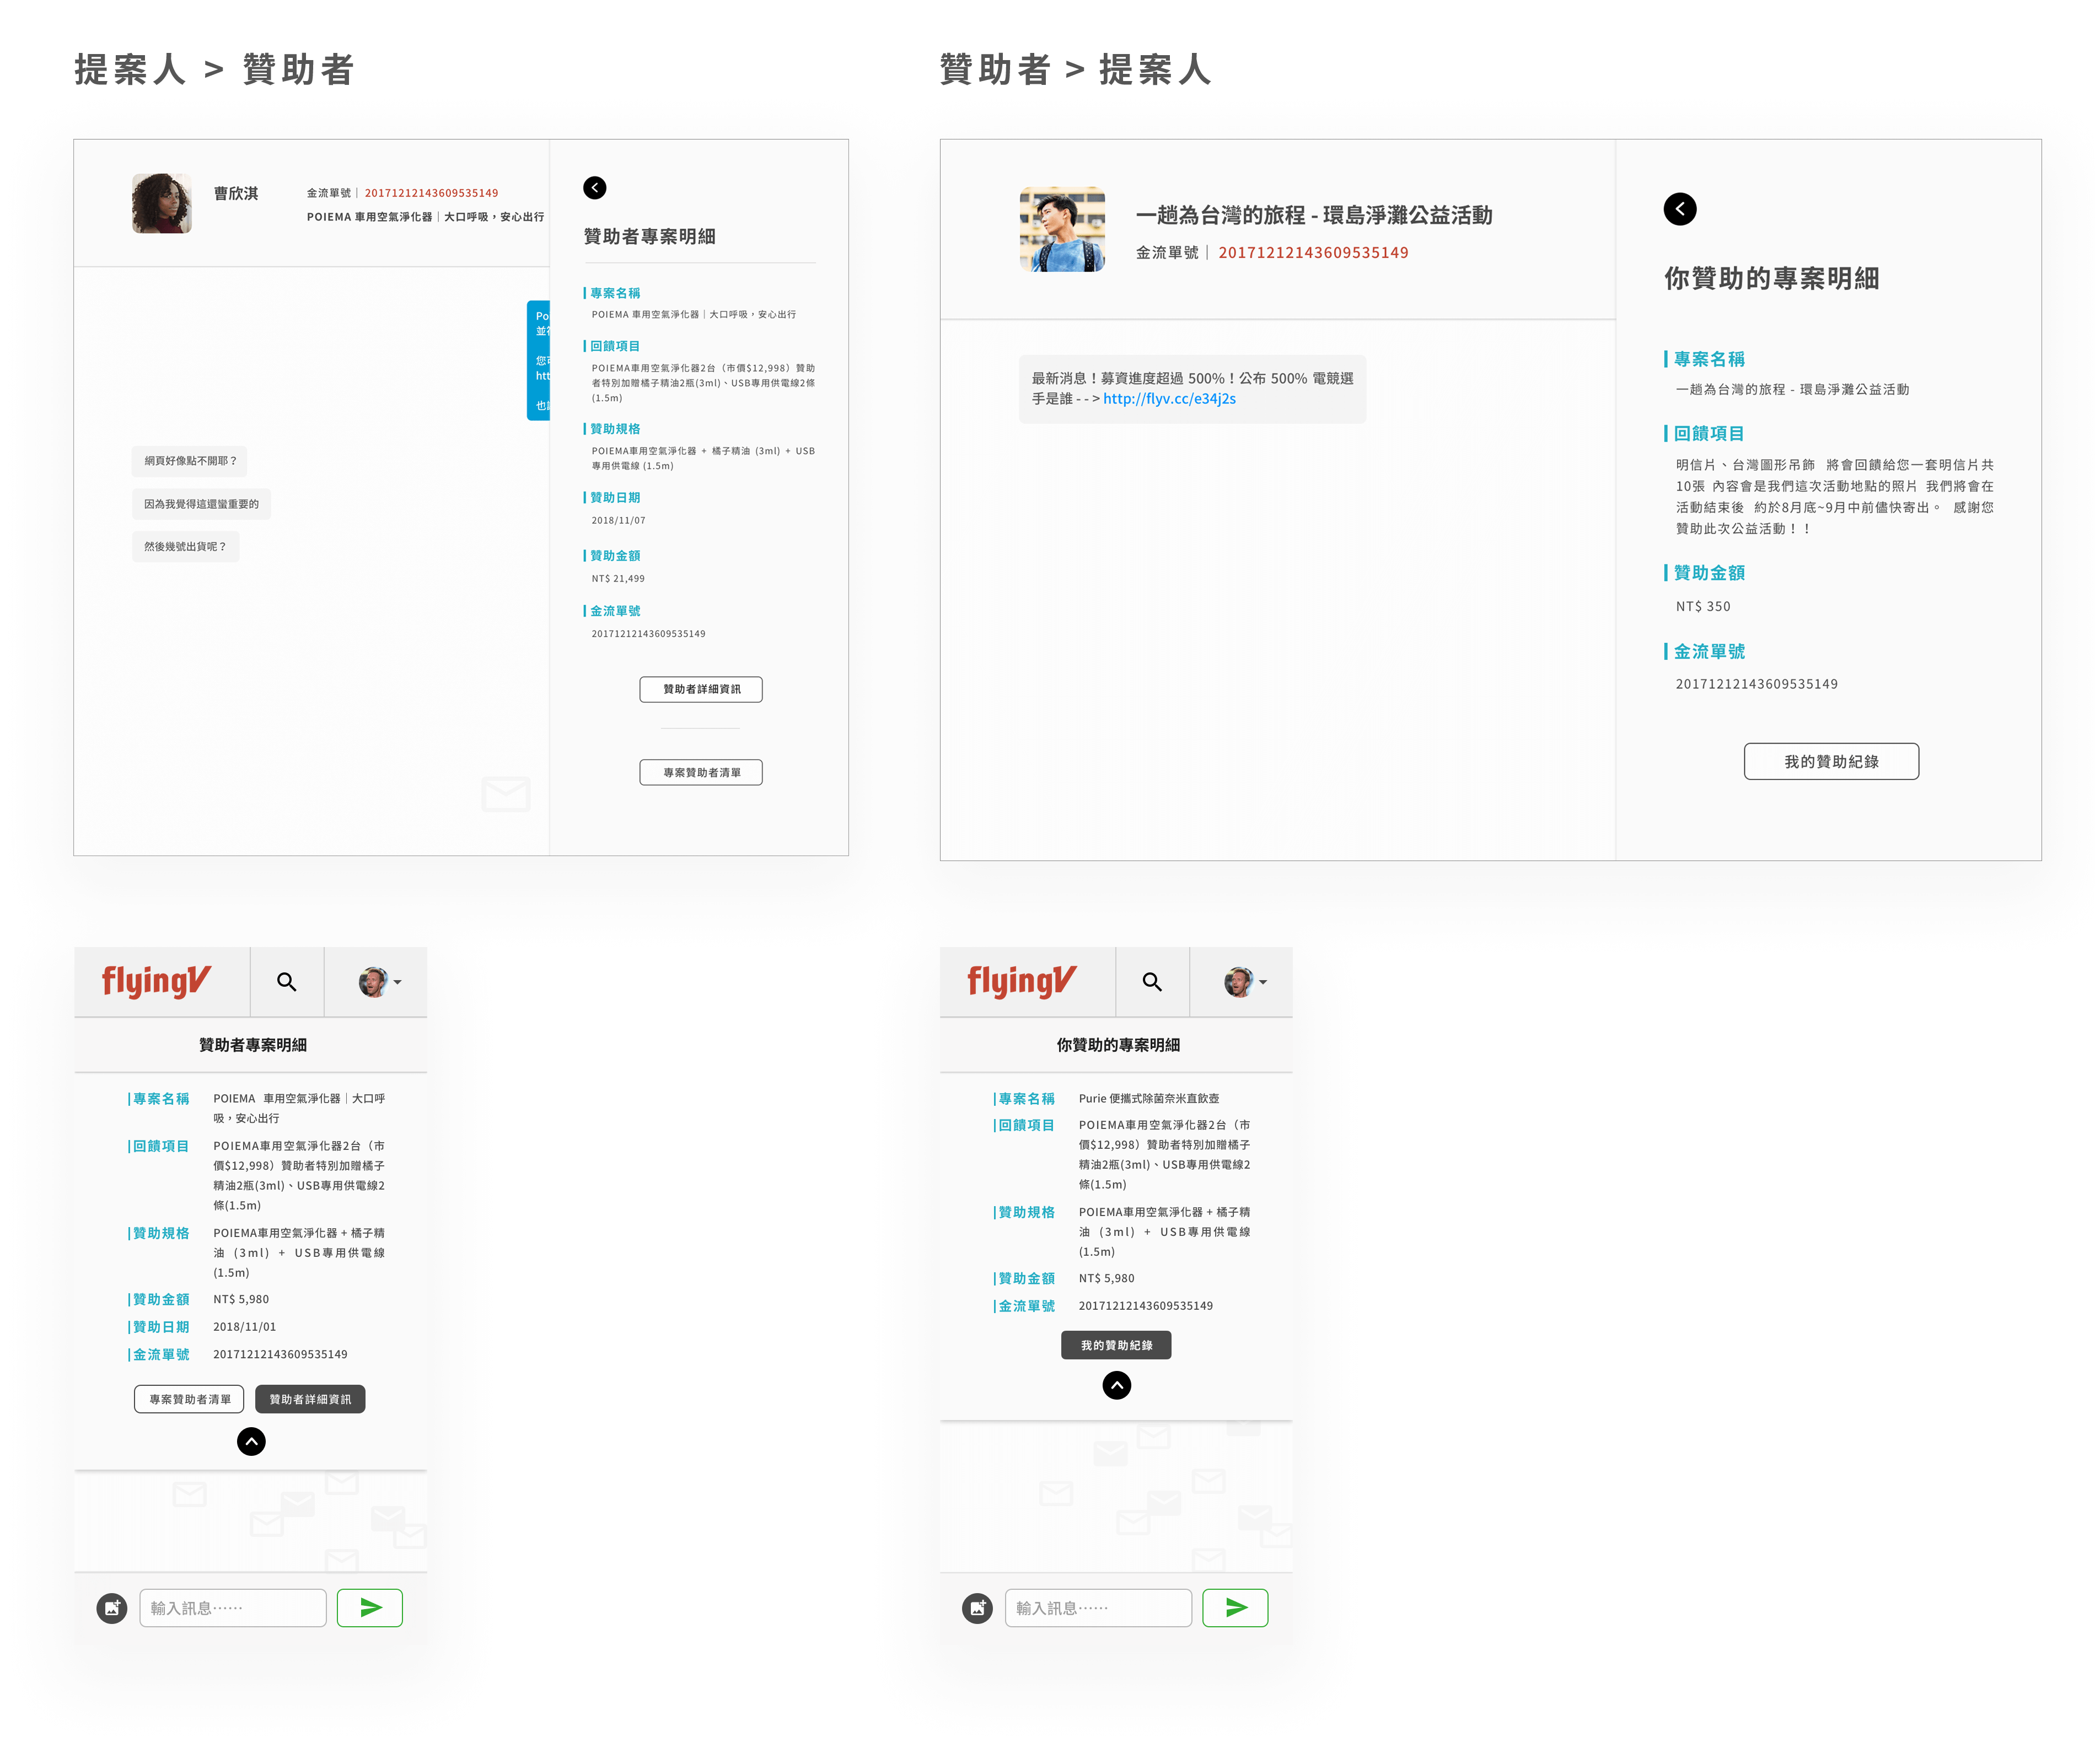 提案人 > 贊助者
曹欣淇
金流單號｜ 20171212143609535149
POIEMA 車用空氣淨化器｜大口呼吸，安心出行
您
htt
也
網頁好像點不開耶？
因為我覺得這還蠻重要的
然後幾號出貨呢？
贊助者專案明細
專案名稱
POIEMA 車用空氣淨化器｜大口呼吸，安心出行
回饋項目
POIEMA車用空氣淨化器2台（市價$12,998）贊助
者特別加贈橘子精油2瓶(3ml)、USB專用供電線2條
(1.5m)
贊助規格
POIEMA車用空氣淨化器 + 橘子精油 (3ml) + USB
專用供電線 (1.5m)
贊助日期
2018/11/07
贊助金額
NT$ 21,499
金流單號
20171212143609535149
贊助者詳細資訊
專案贊助者清單
贊助者 > 提案人
一趟為台灣的旅程 - 環島淨灘公益活動
金流單號｜ 20171212143609535149
最新消息！募資進度超過 500%！公布 500% 電競選
手是誰 - - > http://flyv.cc/e34j2s
你贊助的專案明細
專案名稱
一趟為台灣的旅程 - 環島淨灘公益活動
回饋項目
明信片、台灣圖形吊飾 將會回饋給您一套明信片共
10張 內容會是我們這次活動地點的照片 我們將會在
活動結束後 約於8月底~9月中前儘快寄出。 感謝您
贊助此次公益活動！！
贊助金額
NT$ 350
金流單號
20171212143609535149
我的贊助紀錄
flyingV
贊助者專案明細
專案名稱 POIEMA 車用空氣淨化器｜大口呼
吸，安心出行
回饋項目 POIEMA車用空氣淨化器2台（市
價$12,998）贊助者特別加贈橘子
精油2瓶(3ml)、USB專用供電線2
條(1.5m)
贊助規格 POIEMA車用空氣淨化器 + 橘子精
油 (3ml) + USB專用供電線
(1.5m)
贊助金額 NT$ 5,980
贊助日期 2018/11/01
金流單號 20171212143609535149
專案贊助者清單 贊助者詳細資訊
輸入訊息⋯⋯
flyingV
你贊助的專案明細
專案名稱 Purie 便攜式除菌奈米直飲壺
回饋項目 POIEMA車用空氣淨化器2台（市
價$12,998）贊助者特別加贈橘子
精油2瓶(3ml)、USB專用供電線2
條(1.5m)
贊助規格 POIEMA車用空氣淨化器 + 橘子精
油 (3ml) + USB專用供電線
(1.5m)
贊助金額 NT$ 5,980
金流單號 20171212143609535149
我的贊助紀錄
輸入訊息⋯⋯